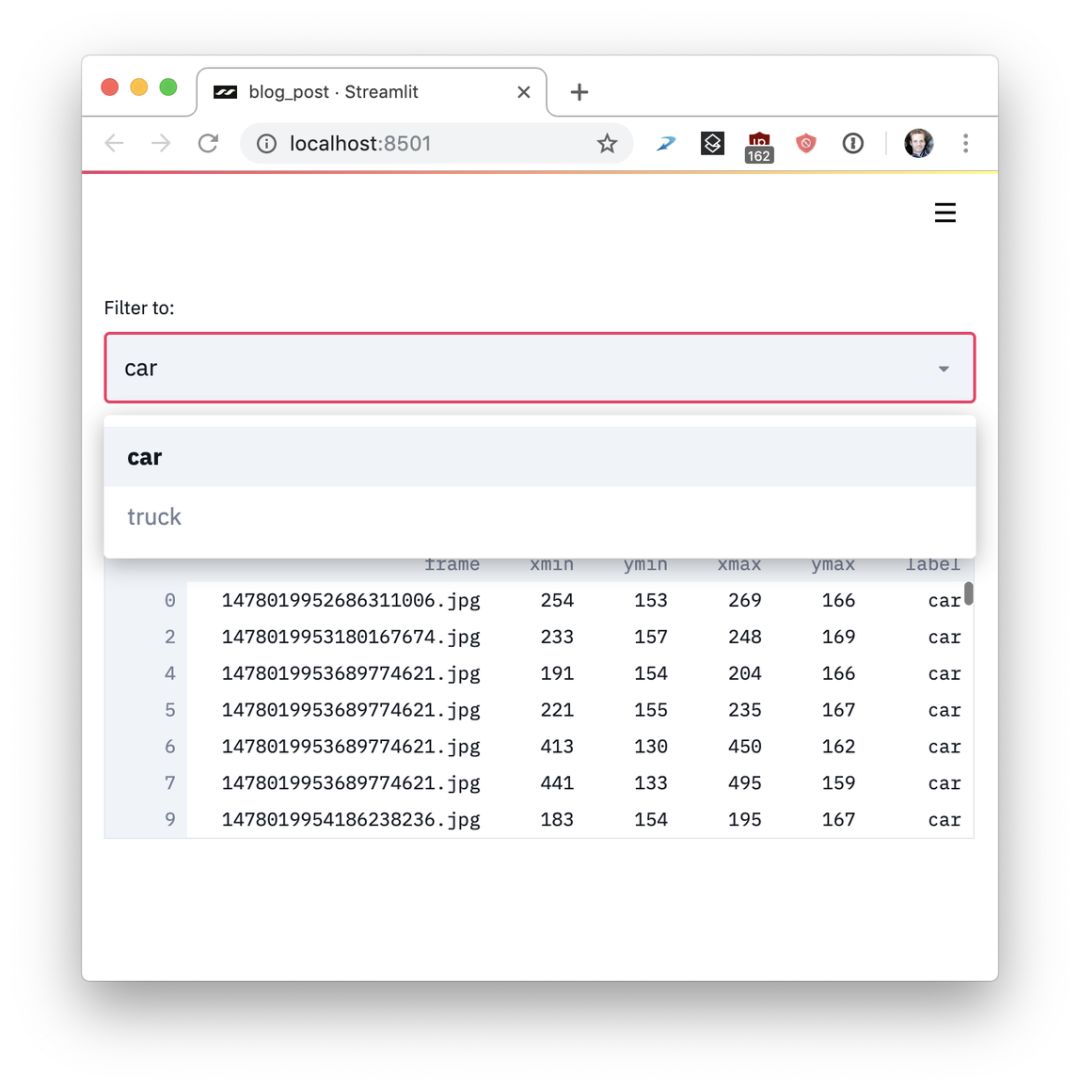 blog_post · Streamlit
localhost:8501
162
Filter to:
car
car
truck
frame xmin ymin xmax ymax label
0 1478019952686311006.jpg 254 153 269 166 car
2 1478019953180167674.jpg 233 157 248 169 car
4 1478019953689774621.jpg 191 154 204 166 car
5 1478019953689774621.jpg 221 155 235 167 car
6 1478019953689774621.jpg 413 130 450 162 car
7 1478019953689774621.jpg 441 133 495 159 car
9 1478019954186238236.jpg 183 154 195 167 car